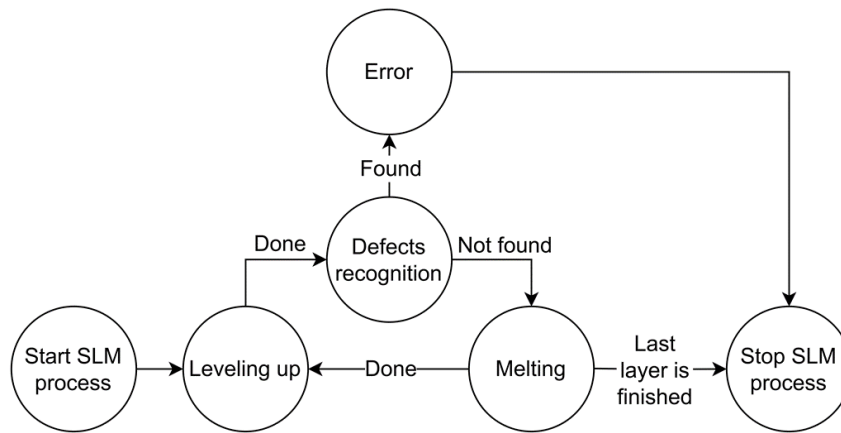 Error
Found
Done
Defects
recognition
Not found
Start SLM
process
Leveling up
Done
Melting
Last
layer is
finished
Stop SLM
process